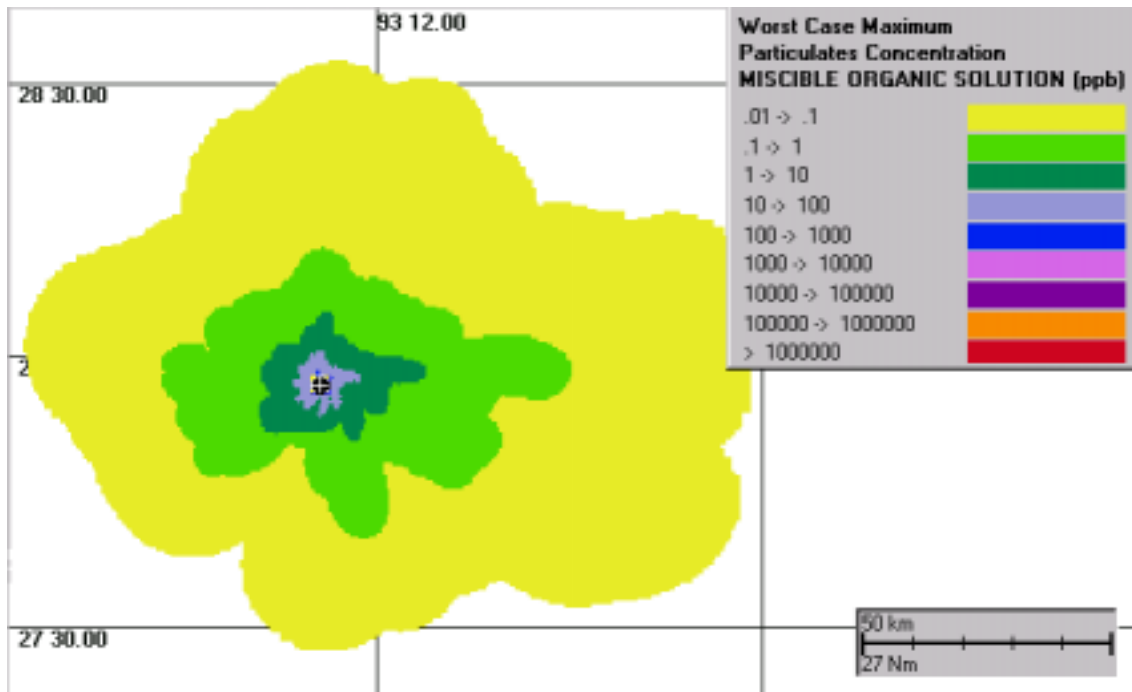 93 12.00
28 30.00
2
27 30.00
Worst Case Maximum
Particulates Concentration
MISCIBLE ORGANIC SOLUTION (ppb)
.01 -> .1
.1 -> 1
1 -> 10
10 -> 100
100 -> 1000
1000 -> 10000
10000 -> 100000
100000 -> 1000000
> 1000000
50 km
27 Nm